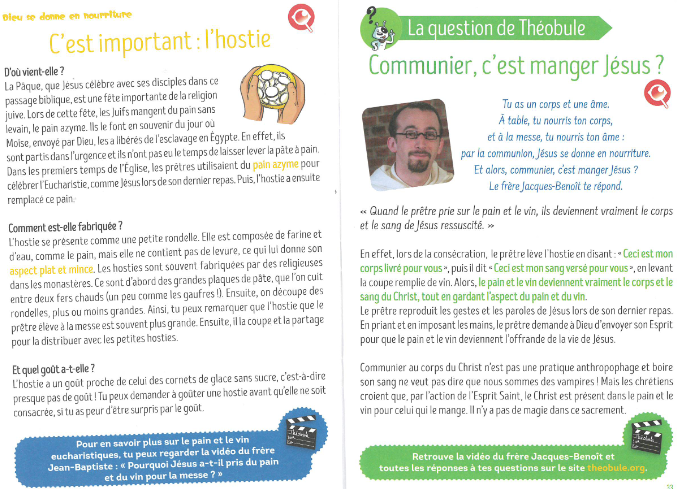 Dieu se donne en nourriture
C'est important : l'hostie
D'où vient-elle ?
La Pâque, que Jésus célèbre avec ses disciples dans ce
passage biblique, est une fête importante de la religion
juive. Lors de cette fête, les Juifs mangent du pain sans
levain, le pain azyme. Ils le font en souvenir du jour où
Moïse, envoyé par Dieu, les a libérés de l'esclavage en Égypte. En effet, ils
sont partis dans l'urgence et ils n'ont pas eu le temps de laisser lever la pâte à pain.
Dans les premiers temps de l'Église, les prêtres utilisaient du pain azyme pour
célébrer l'Eucharistie, comme Jésus lors de son dernier repas. Puis, l'hostie a ensuite
remplacé ce pain.
Comment est-elle fabriquée ?
L'hostie se présente comme une petite rondelle. Elle est composée de farine et
d'eau, comme le pain, mais elle ne contient pas de levure, ce qui lui donne son
aspect plat et mince. Les hosties sont souvent fabriquées par des religieuses
dans les monastères. Ce sont d'abord des grandes plaques de pâte, que l'on cuit
entre deux fers chauds (un peu comme les gaufres !). Ensuite, on découpe des
rondelles, plus ou moins grandes. Ainsi, tu peux remarquer que l'hostie que le
prêtre élève à la messe est souvent plus grande. Ensuite, il la coupe et la partage
pour la distribuer avec les petites hosties.
Et quel goût a-t-elle ?
L'hostie a un goût proche de celui des cornets de glace sans sucre, c'est-à-dire
presque pas de goût ! Tu peux demander à goûter une hostie avant qu'elle ne soit
consacrée, si tu as peur d'être surpris par le goût.
Pour en savoir plus sur le pain et le vin
eucharistiques, tu peux regarder la vidéo du frère
Jean-Baptiste : « Pourquoi Jésus a-t-il pris du pain
et du vin pour la messe ? »
Théobule
La question de Théobule
Communier, c'est manger Jésus ?
Tu as un corps et une âme.
À table, tu nourris ton corps,
et à la messe, tu nourris ton âme :
par la communion, Jésus se donne en nourriture.
Et alors, communier, c'est manger Jésus ?
Le frère Jacques-Benoît te répond.
« Quand le prêtre prie sur le pain et le vin, ils deviennent vraiment le corps
et le sang de Jésus ressuscité. »
En effet, lors de la consécration, le prêtre lève l'hostie en disant : « Ceci est mon
corps livré pour vous », puis il dit « Ceci est mon sang versé pour vous », en levant
la coupe remplie de vin. Alors, le pain et le vin deviennent vraiment le corps et le
sang du Christ, tout en gardant l'aspect du pain et du vin.
Le prêtre reproduit les gestes et les paroles de Jésus lors de son dernier repas.
En priant et en imposant les mains, le prêtre demande à Dieu d'envoyer son Esprit
pour que le pain et le vin deviennent l'offrande de la vie de Jésus.
Communier au corps du Christ n'est pas une pratique anthropophage et boire
son sang ne veut pas dire que nous sommes des vampires ! Mais les chrétiens
croient que, par l'action de l'Esprit Saint, le Christ est présent dans le pain et le
vin pour celui qui le mange. Il n'y a pas de magie dans ce sacrement.
Théobule
Retrouve la vidéo du frère Jacques-Benoît et
toutes les réponses à tes questions sur le site theobule.org.
13